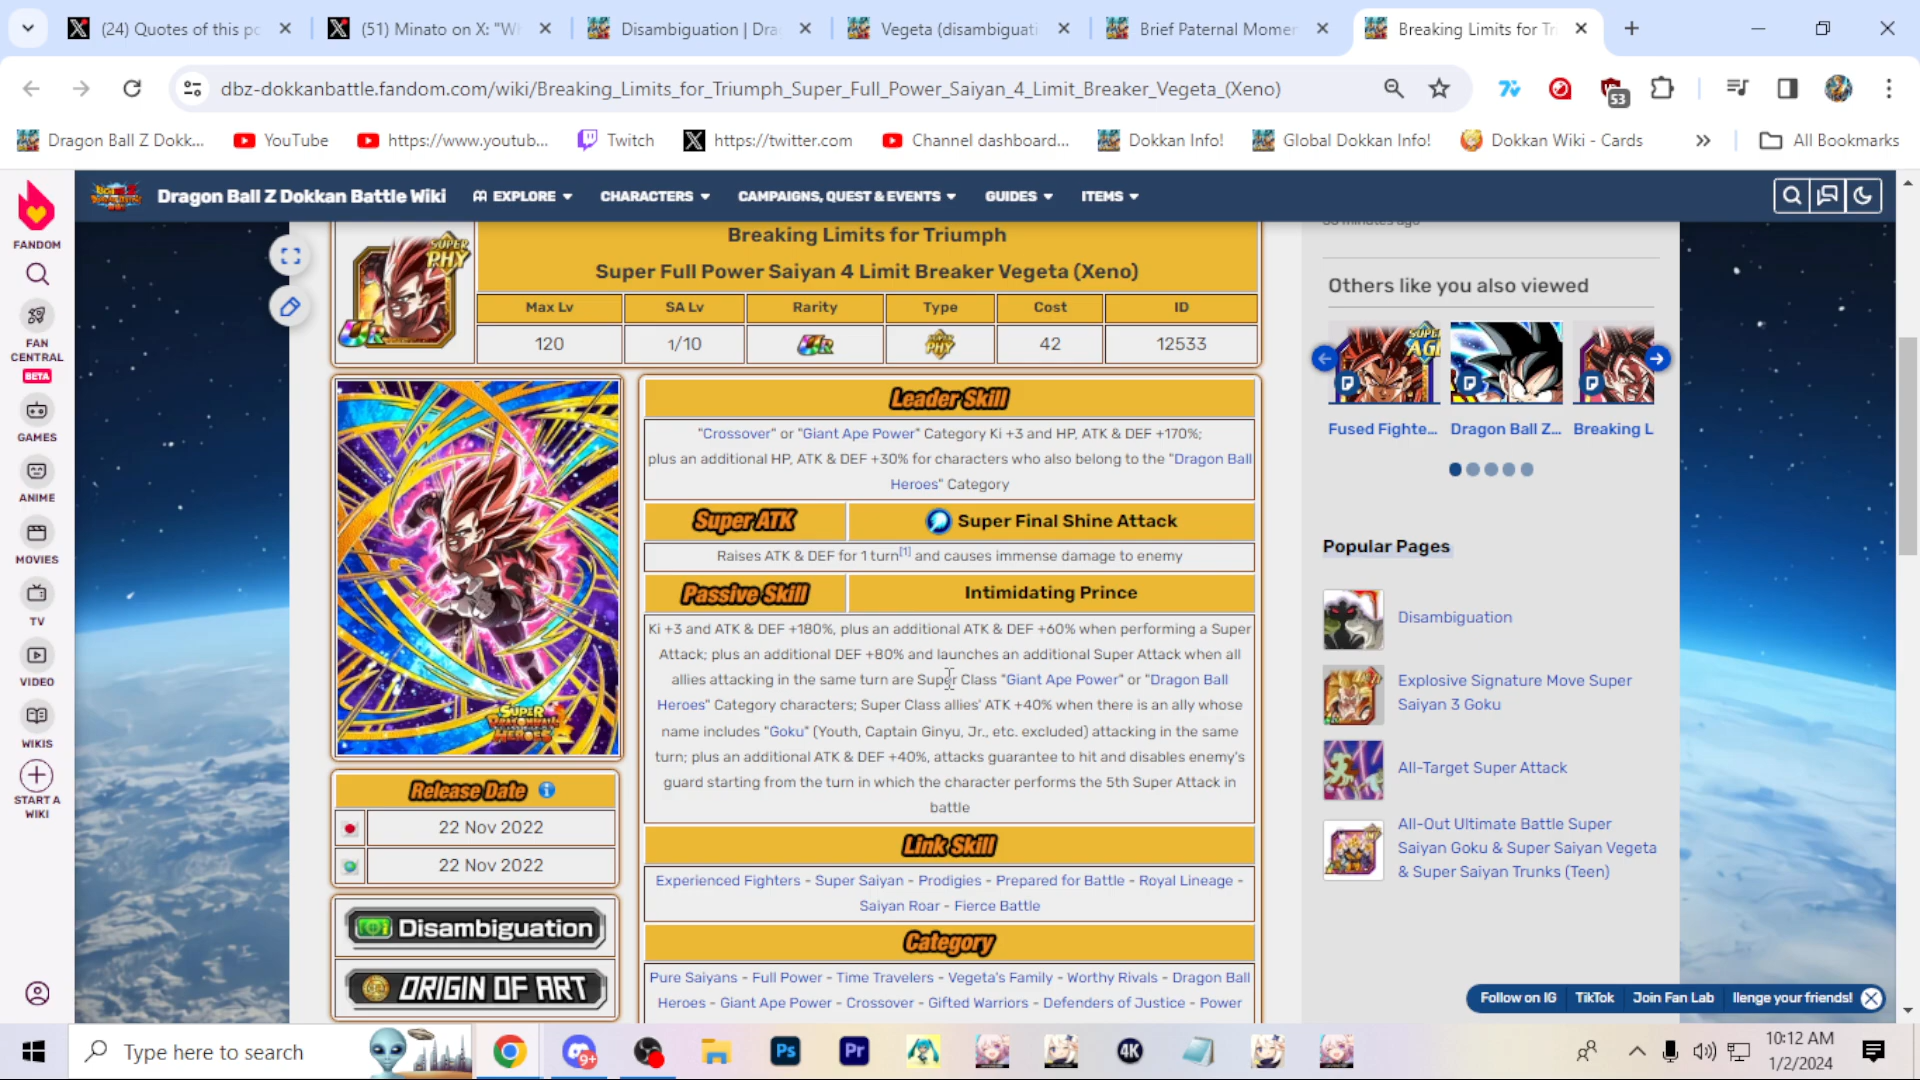 (24) Quotes of this po
(51) Minato on X: "Wh
Disambiguation | Dra
Vegeta (disambiguati
Brief Paternal Momen
Breaking Limits for Tr
dbz-dokkanbattle.fandom.com/wiki/Breaking_Limits_for_Triumph_Super_Full_Power_Saiyan_4_Limit_Breaker_Vegeta_(Xeno)
53
Dragon Ball Z Dokk...
YouTube
https://www.youtub...
Twitch
https://twitter.com
Channel dashboard...
Dokkan Info!
Global Dokkan Info!
Dokkan Wiki - Cards
All Bookmarks
Dragon Ball Z Dokkan Battle Wiki
EXPLORE
CHARACTERS
CAMPAIGNS, QUEST & EVENTS
GUIDES
ITEMS
FANDOM
FAN CENTRAL
BETA
GAMES
ANIME
MOVIES
TV
VIDEO
WIKIS
START A WIKI
SUPER PHY
UR
Breaking Limits for Triumph
Super Full Power Saiyan 4 Limit Breaker Vegeta (Xeno)
Max Lv
SA Lv
Rarity
Type
Cost
ID
120
1/10
UR
SUPER PHY
42
12533
Leader Skill
"Crossover" or "Giant Ape Power" Category Ki +3 and HP, ATK & DEF +170%;
plus an additional HP, ATK & DEF +30% for characters who also belong to the "Dragon Ball
Heroes" Category
Super ATK
Super Final Shine Attack
Raises ATK & DEF for 1 turn[1] and causes immense damage to enemy
Passive Skill
Intimidating Prince
Ki +3 and ATK & DEF +180%, plus an additional ATK & DEF +60% when performing a Super
Attack; plus an additional DEF +80% and launches an additional Super Attack when all
allies attacking in the same turn are Super Class "Giant Ape Power" or "Dragon Ball
Heroes" Category characters; Super Class allies' ATK +40% when there is an ally whose
name includes "Goku" (Youth, Captain Ginyu, Jr., etc. excluded) attacking in the same
turn; plus an additional ATK & DEF +40%, attacks guarantee to hit and disables enemy's
guard starting from the turn in which the character performs the 5th Super Attack in
battle
Link Skill
Experienced Fighters - Super Saiyan - Prodigies - Prepared for Battle - Royal Lineage -
Saiyan Roar - Fierce Battle
Category
Pure Saiyans - Full Power - Time Travelers - Vegeta's Family - Worthy Rivals - Dragon Ball
Heroes - Giant Ape Power - Crossover - Gifted Warriors - Defenders of Justice - Power
SUPER DRAGONBALL HEROES
Release Date
22 Nov 2022
22 Nov 2022
Disambiguation
ORIGIN OF ART
Others like you also viewed
Fused Fighte...
Dragon Ball Z...
Breaking L
Popular Pages
Disambiguation
Explosive Signature Move Super
Saiyan 3 Goku
All-Target Super Attack
All-Out Ultimate Battle Super
Saiyan Goku & Super Saiyan Vegeta
& Super Saiyan Trunks (Teen)
Follow on IG
TikTok
Join Fan Lab
llenge your friends!
Type here to search
9+
Ps
Pr
4K
10:12 AM
1/2/2024